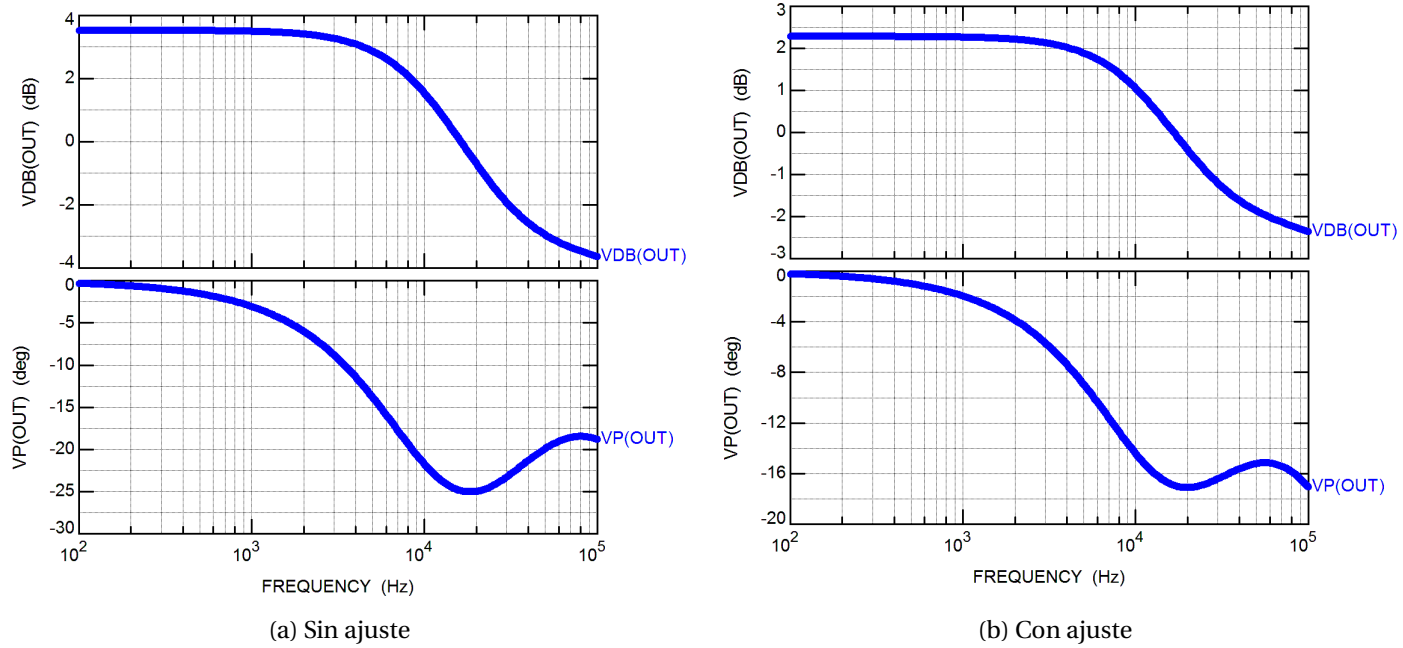 4
2
0
-2
-4
VDB(OUT) (dB)
VDB(OUT)
0
-5
-10
-15
-20
-25
-30
VP(OUT) (deg)
VP(OUT)
10² 10³ 10⁴ 10⁵
FREQUENCY (Hz)
(a) Sin ajuste
3
2
1
0
-1
-2
-3
VDB(OUT) (dB)
VDB(OUT)
0
-4
-8
-12
-16
-20
VP(OUT) (deg)
VP(OUT)
10² 10³ 10⁴ 10⁵
FREQUENCY (Hz)
(b) Con ajuste